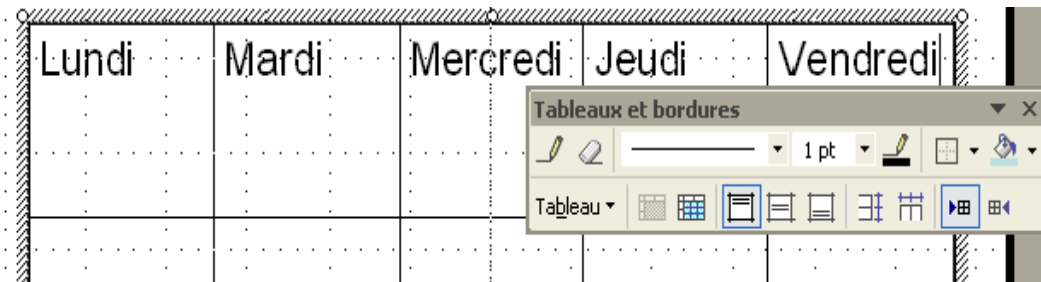 Lundi Mardi Mercredi Jeudi Vendredi
Tableaux et bordures
1 pt
Tableau